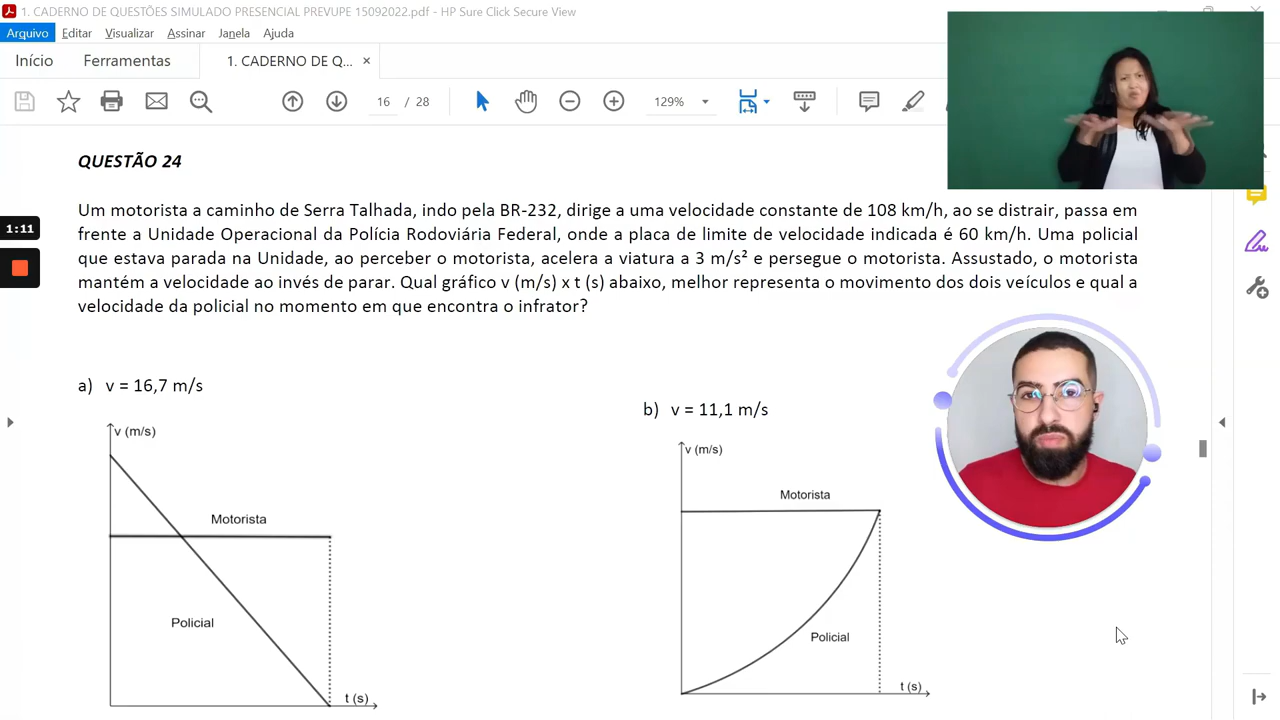 1. CADERNO DE QUESTÕES SIMULADO PRESENCIAL PREVUPE 15092022.pdf - HP Sure Click Secure View
Arquivo Editar Visualizar Assinar Janela Ajuda
Início Ferramentas 1. CADERNO DE Q... ×
16 / 28 129%
QUESTÃO 24
Um motorista a caminho de Serra Talhada, indo pela BR-232, dirige a uma velocidade constante de 108 km/h, ao se distrair, passa em
frente a Unidade Operacional da Polícia Rodoviária Federal, onde a placa de limite de velocidade indicada é 60 km/h. Uma policial
1:11
que estava parada na Unidade, ao perceber o motorista, acelera a viatura a 3 m/s² e persegue o motorista. Assustado, o motorista
mantém a velocidade ao invés de parar. Qual gráfico v (m/s) x t (s) abaixo, melhor representa o movimento dos dois veículos e qual a
velocidade da policial no momento em que encontra o infrator?
a) v = 16,7 m/s
v (m/s)
Motorista
Policial
t (s)
b) v = 11,1 m/s
v (m/s)
Motorista
Policial
t (s)